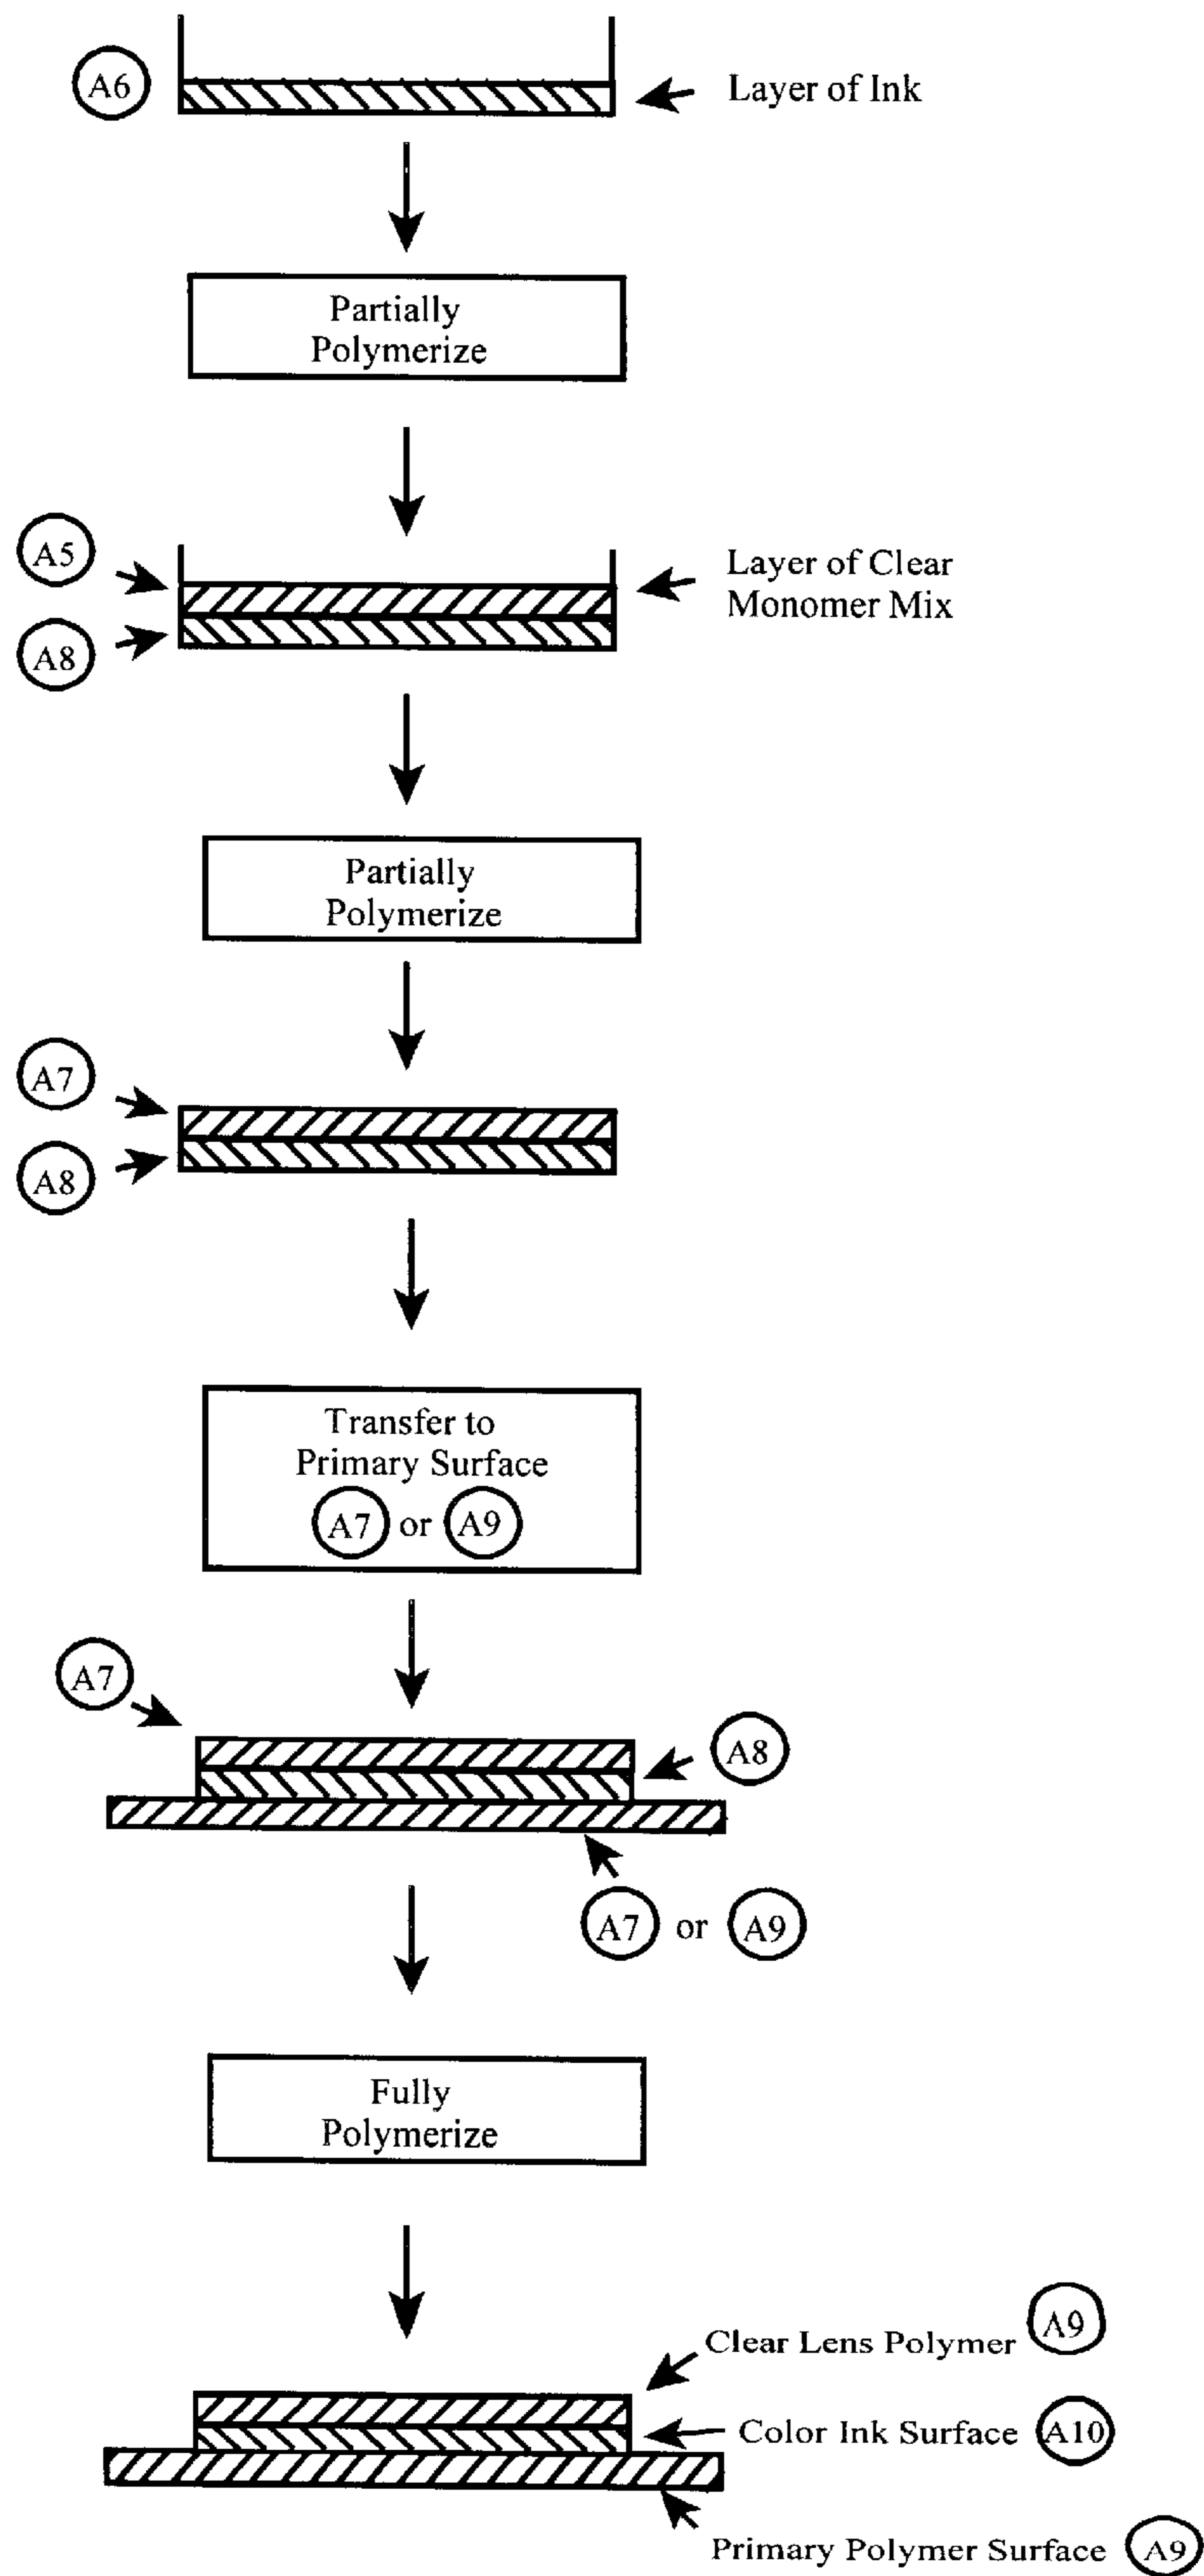 A6
Layer of Ink
Partially
Polymerize
A5
Layer of Clear
Monomer Mix
A8
Partially
Polymerize
A7
A8
Transfer to
Primary Surface
A7 or A9
A7
A8
A7 or A9
Fully
Polymerize
Clear Lens Polymer A9
Color Ink Surface A10
Primary Polymer Surface A9